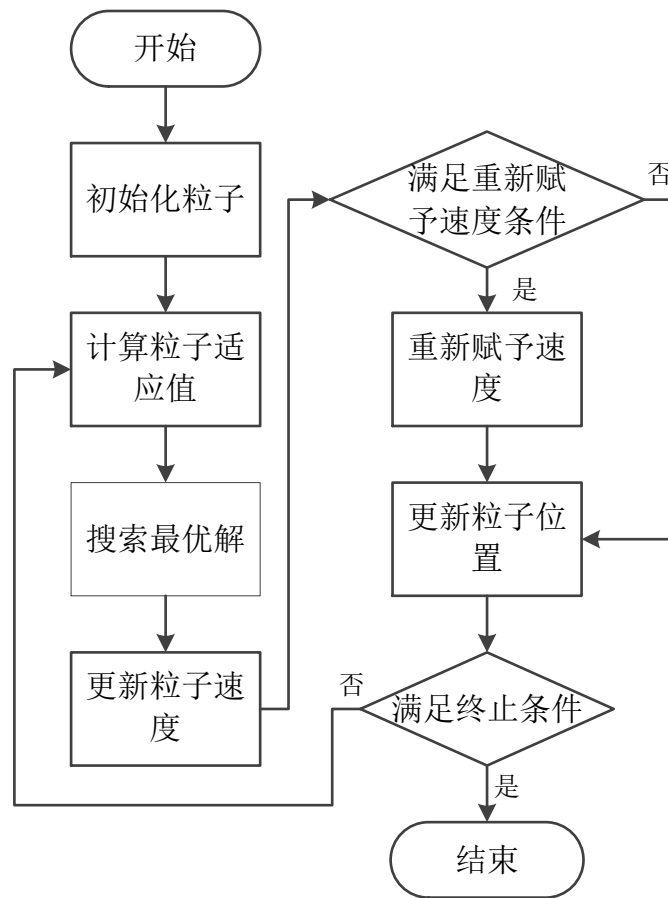 开始
初始化粒子
计算粒子适
应值
搜索最优解
更新粒子速
度
满足重新赋
予速度条件
否
是
重新赋予速
度
更新粒子位
置
否
满足终止条件
是
结束